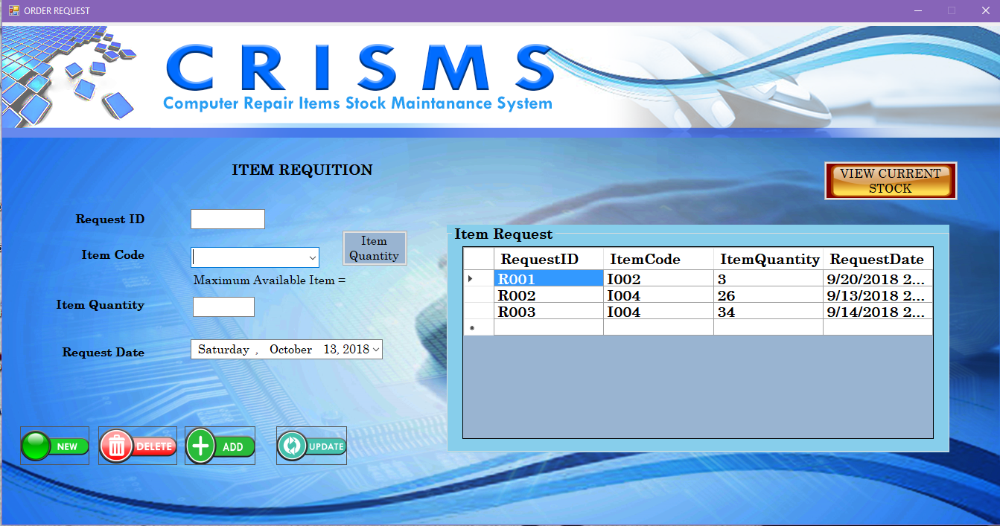 ORDER REQUEST
CRISMS
Computer Repair Items Stock Maintanance System
ITEM REQUITION
VIEW CURRENT
STOCK
Request ID
Item Code
Item
Quantity
Maximum Available Item =
Item Quantity
Request Date
Saturday , October 13, 2018
Item Request
RequestID ItemCode ItemQuantity RequestDate
R001 I002 3 9/20/2018 2...
R002 I004 26 9/13/2018 2...
R003 I004 34 9/14/2018 2...
NEW DELETE ADD UPDATE